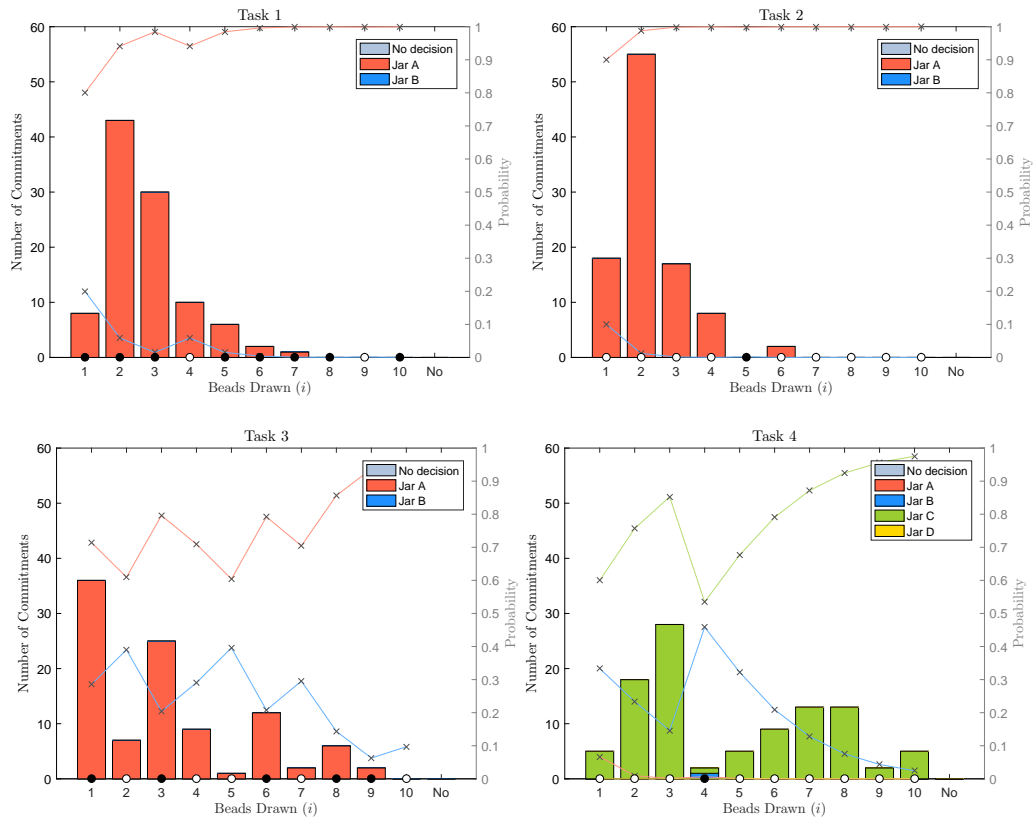 Task 1
60
50
40
30
20
10
0
Number of Commitments
1
0.9
0.8
0.7
0.6
0.5
0.4
0.3
0.2
0.1
0
Probability
No decision
Jar A
Jar B
1 2 3 4 5 6 7 8 9 10 No
Beads Drawn (i)
Task 2
60
50
40
30
20
10
0
Number of Commitments
1
0.9
0.8
0.7
0.6
0.5
0.4
0.3
0.2
0.1
0
Probability
No decision
Jar A
Jar B
1 2 3 4 5 6 7 8 9 10 No
Beads Drawn (i)
Task 3
60
50
40
30
20
10
0
Number of Commitments
1
0.9
0.8
0.7
0.6
0.5
0.4
0.3
0.2
0.1
0
Probability
No decision
Jar A
Jar B
1 2 3 4 5 6 7 8 9 10 No
Beads Drawn (i)
Task 4
60
50
40
30
20
10
0
Number of Commitments
1
0.9
0.8
0.7
0.6
0.5
0.4
0.3
0.2
0.1
0
Probability
No decision
Jar A
Jar B
Jar C
Jar D
1 2 3 4 5 6 7 8 9 10 No
Beads Drawn (i)